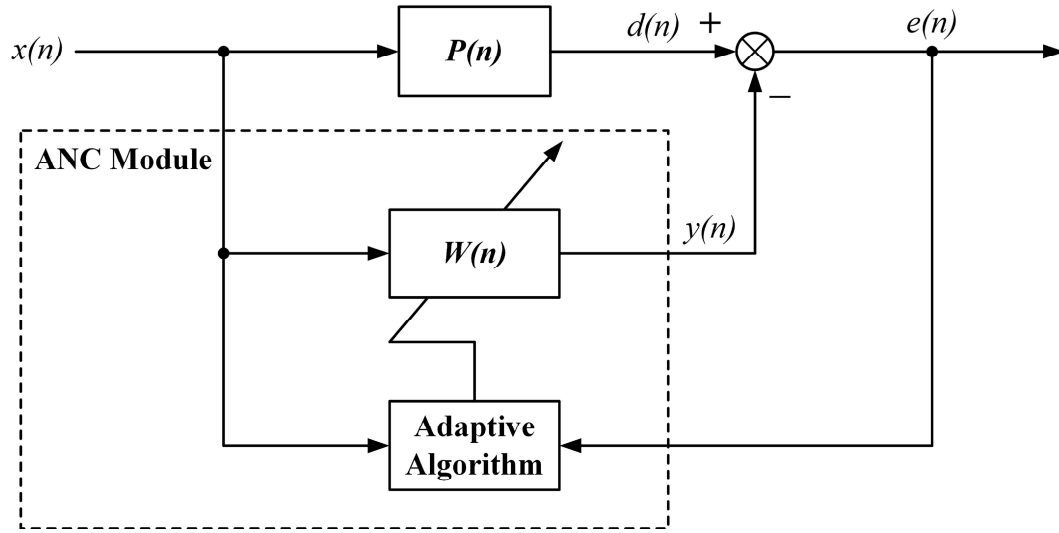 x(n)
P(n)
d(n)
+
e(n)
−
ANC Module
W(n)
y(n)
Adaptive
Algorithm